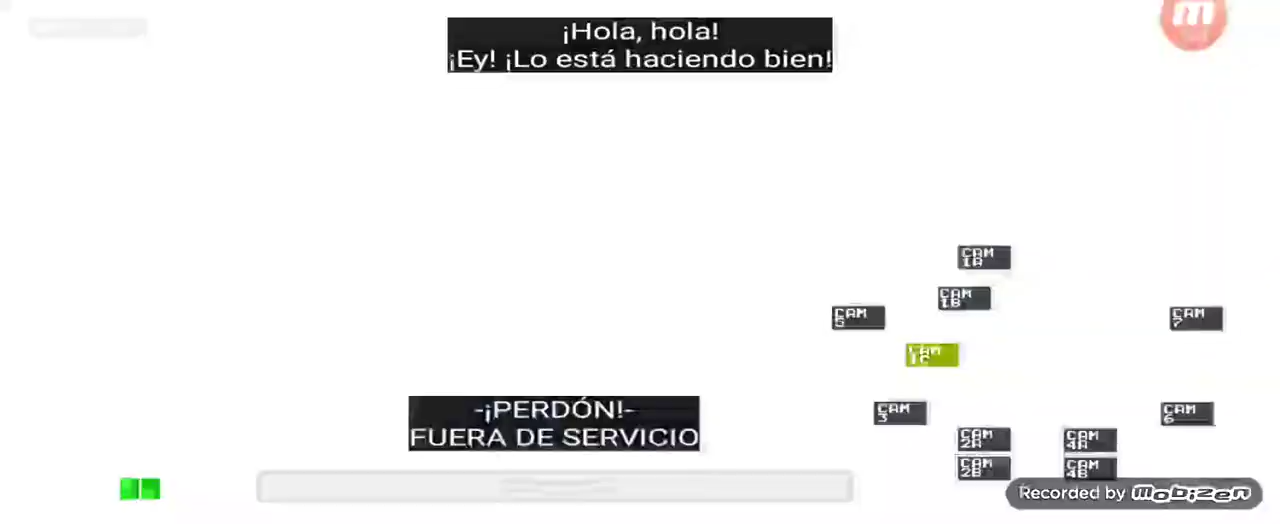 ¡Hola, hola!
¡Ey! ¡Lo está haciendo bien!
CAM
1A
CAM
1B
CAM
5
CAM
7
CAM
1C
-¡PERDÓN!-
FUERA DE SERVICIO
CAM
3
CAM
6
CAM
2A
CAM
4A
CAM
2B
CAM
4B
Recorded by mobizen